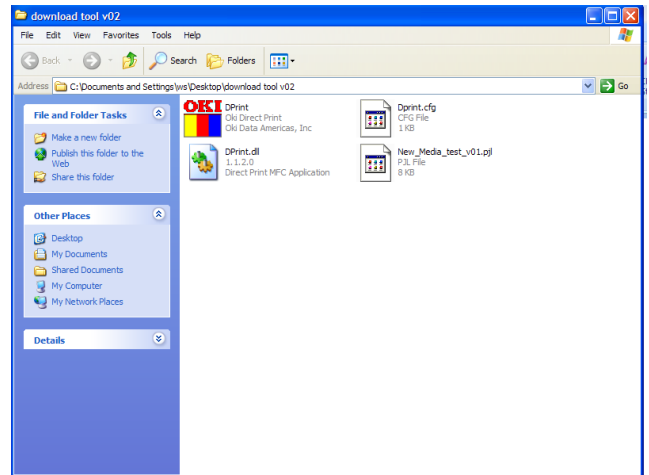 download tool v02
File Edit View Favorites Tools Help
Back Search Folders
Address C:\Documents and Settings\ws\Desktop\download tool v02 Go
File and Folder Tasks
Make a new folder
Publish this folder to the
Web
Share this folder
Other Places
Desktop
My Documents
Shared Documents
My Computer
My Network Places
Details
OKI DPrint
Oki Direct Print
Oki Data Americas, Inc
Dprint.cfg
CFG File
1 KB
DPrint.dll
1.1.2.0
Direct Print MFC Application
New_Media_test_v01.pjl
PJL File
8 KB